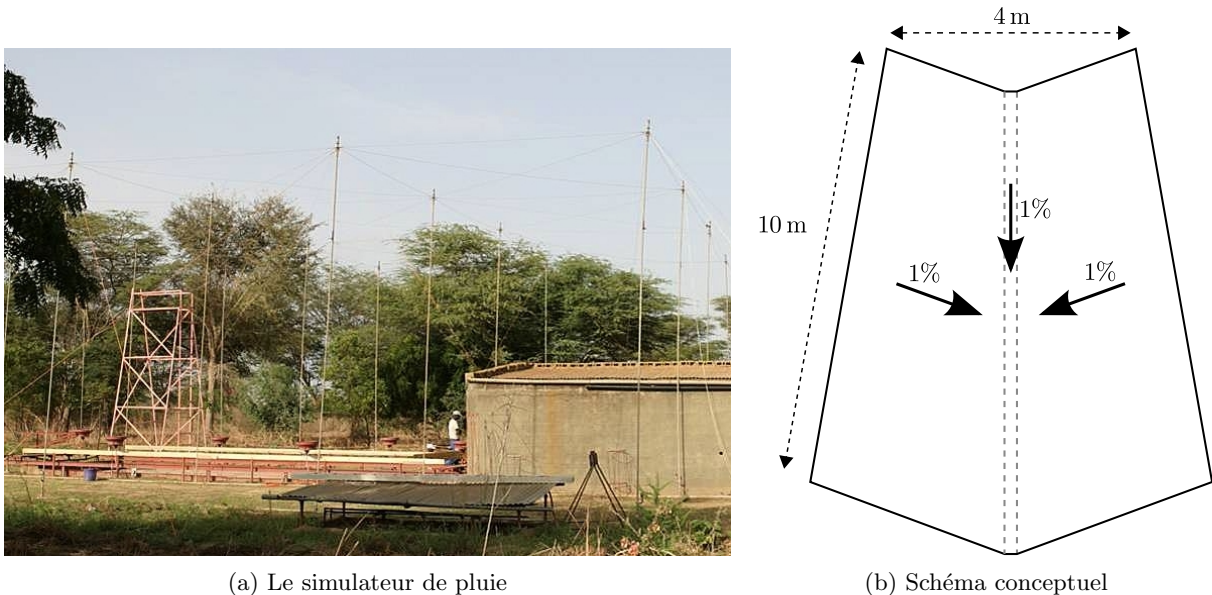 4 m
10 m
1%
1%
1%
(a) Le simulateur de pluie
(b) Schéma conceptuel